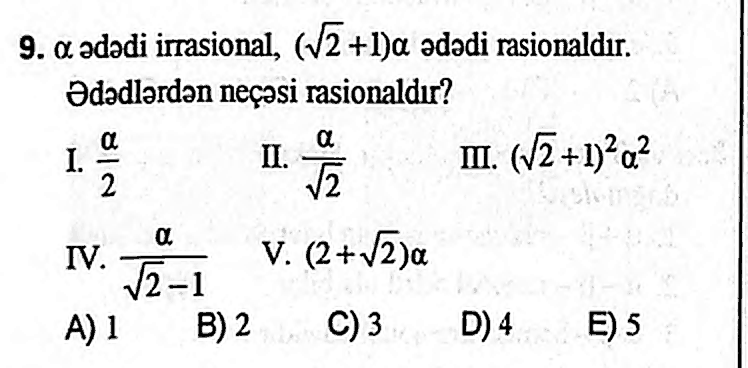 9. α ədədi irrasional, (√2+1)α ədədi rasionaldır.
Ədədlərdən neçəsi rasionaldır?
I. α/2 II. α/√2 III. (√2+1)²α²
IV. α/(√2−1) V. (2+√2)α
A) 1 B) 2 C) 3 D) 4 E) 5